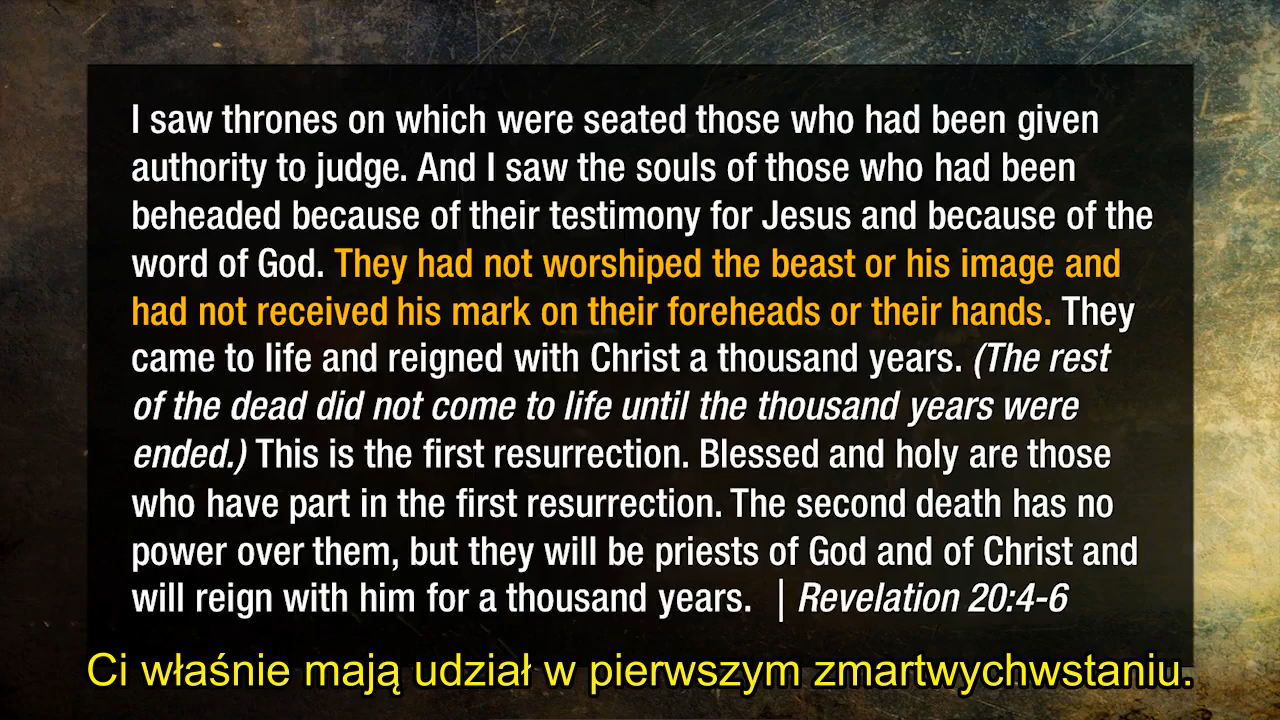 I saw thrones on which were seated those who had been given
authority to judge. And I saw the souls of those who had been
beheaded because of their testimony for Jesus and because of the
word of God. They had not worshiped the beast or his image and
had not received his mark on their foreheads or their hands. They
came to life and reigned with Christ a thousand years. (The rest
of the dead did not come to life until the thousand years were
ended.) This is the first resurrection. Blessed and holy are those
who have part in the first resurrection. The second death has no
power over them, but they will be priests of God and of Christ and
will reign with him for a thousand years. | Revelation 20:4-6
Ci właśnie mają udział w pierwszym zmartwychwstaniu.